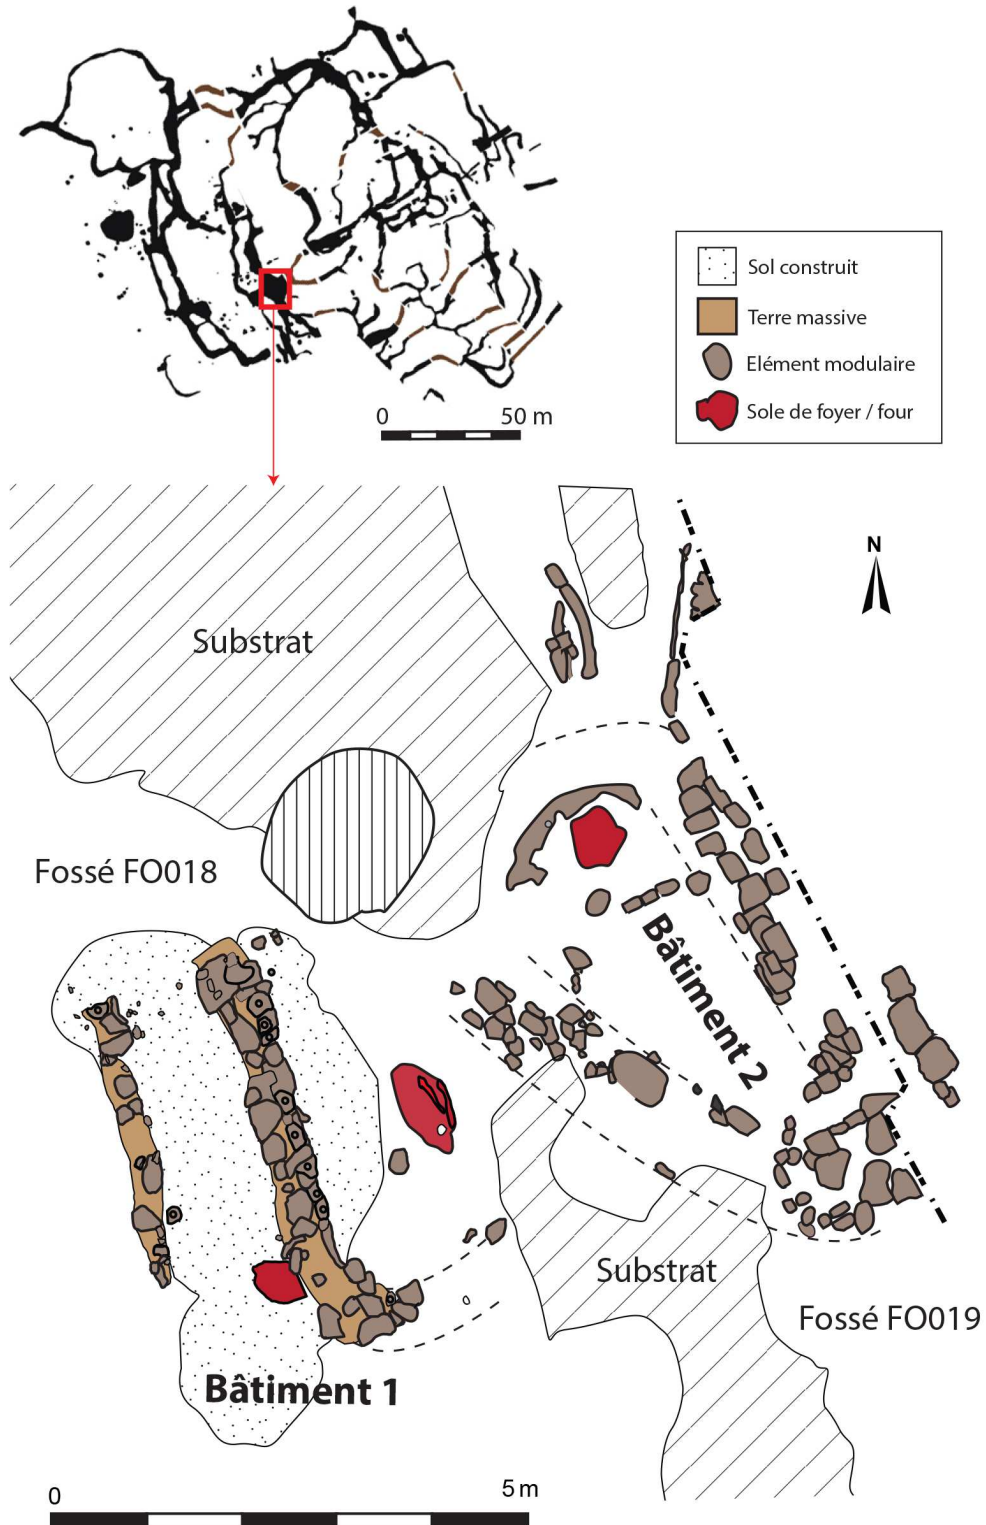 Sol construit
Terre massive
Elément modulaire
Sole de foyer / four
0 50 m
N
Substrat
Fossé FO018
Bâtiment 2
Substrat
Fossé FO019
Bâtiment 1
0 5 m